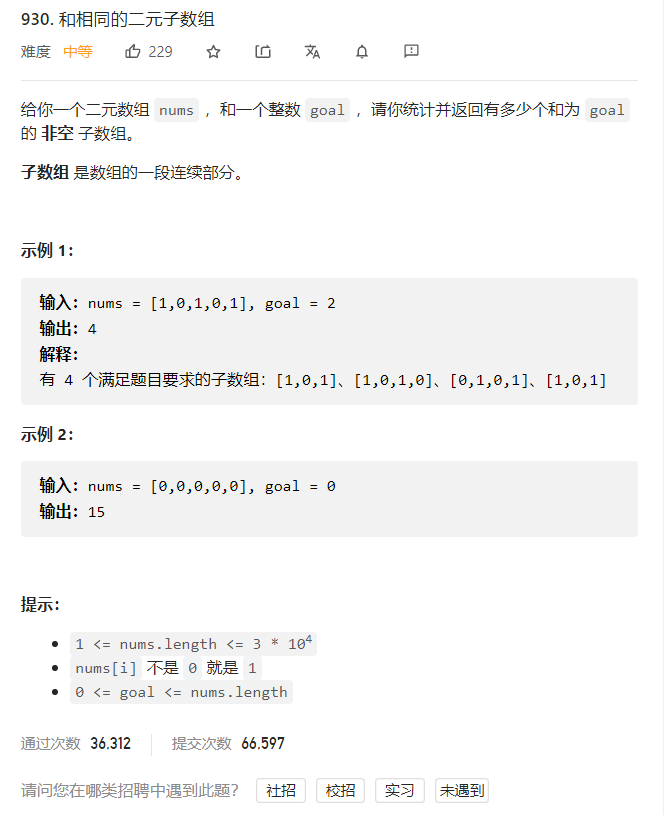 930. 和相同的二元子数组
难度 中等 229
给你一个二元数组 nums ，和一个整数 goal ，请你统计并返回有多少个和为 goal
的 非空 子数组。
子数组 是数组的一段连续部分。
示例 1：
输入：nums = [1,0,1,0,1], goal = 2
输出：4
解释：
有 4 个满足题目要求的子数组：[1,0,1]、[1,0,1,0]、[0,1,0,1]、[1,0,1]
示例 2：
输入：nums = [0,0,0,0,0], goal = 0
输出：15
提示：
1 <= nums.length <= 3 * 10⁴
nums[i] 不是 0 就是 1
0 <= goal <= nums.length
通过次数 36,312 提交次数 66,597
请问您在哪类招聘中遇到此题？ 社招 校招 实习 未遇到